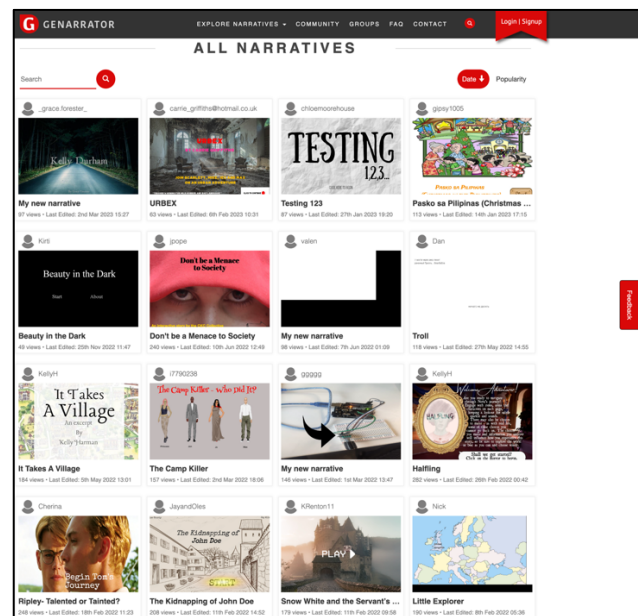 GENARRATOR
EXPLORE NARRATIVES COMMUNITY GROUPS FAQ CONTACT
Login | Signup
ALL NARRATIVES
Search
Date Popularity
_grace.forester_
Kelly Durham
My new narrative
97 views • Last Edited: 2nd Mar 2023 15:27
carrie_griffiths@hotmail.co.uk
URBEX
URBEX
63 views • Last Edited: 8th Feb 2023 10:31
chloemoorehouse
TESTING
123...
Testing 123
87 views • Last Edited: 27th Jan 2023 19:20
gipsy1005
Pasko sa Pilipinas (Christmas ...
113 views • Last Edited: 14th Jan 2023 17:15
Kirti
Beauty in the Dark
Start About
Beauty in the Dark
49 views • Last Edited: 25th Nov 2022 11:47
jpope
Don't be a Menace
to Society
Don't be a Menace to Society
240 views • Last Edited: 10th Jun 2022 12:49
valen
My new narrative
98 views • Last Edited: 7th Jun 2022 01:09
Dan
Troll
118 views • Last Edited: 27th May 2022 14:55
KellyH
It Takes
A Village
An excerpt
By
Kelly Harman
It Takes A Village
184 views • Last Edited: 5th May 2022 13:01
i7790238
The Camp Killer - Who Did It?
The Camp Killer
157 views • Last Edited: 2nd Mar 2022 18:06
ggggg
My new narrative
146 views • Last Edited: 1st Mar 2022 13:47
KellyH
Welcome, Adventurer!
HALFLING
Halfling
282 views • Last Edited: 26th Feb 2022 00:42
Cherina
Begin Tom's
Journey
Ripley- Talented or Tainted?
248 views • Last Edited: 18th Feb 2022 11:23
JayandOles
The Kidnapping of
John Doe
The Kidnapping of John Doe
208 views • Last Edited: 11th Feb 2022 14:52
KRenton11
PLAY
Snow White and the Servant's ...
179 views • Last Edited: 11th Feb 2022 09:58
Nick
Little Explorer
190 views • Last Edited: 8th Feb 2022 05:38
Feedback